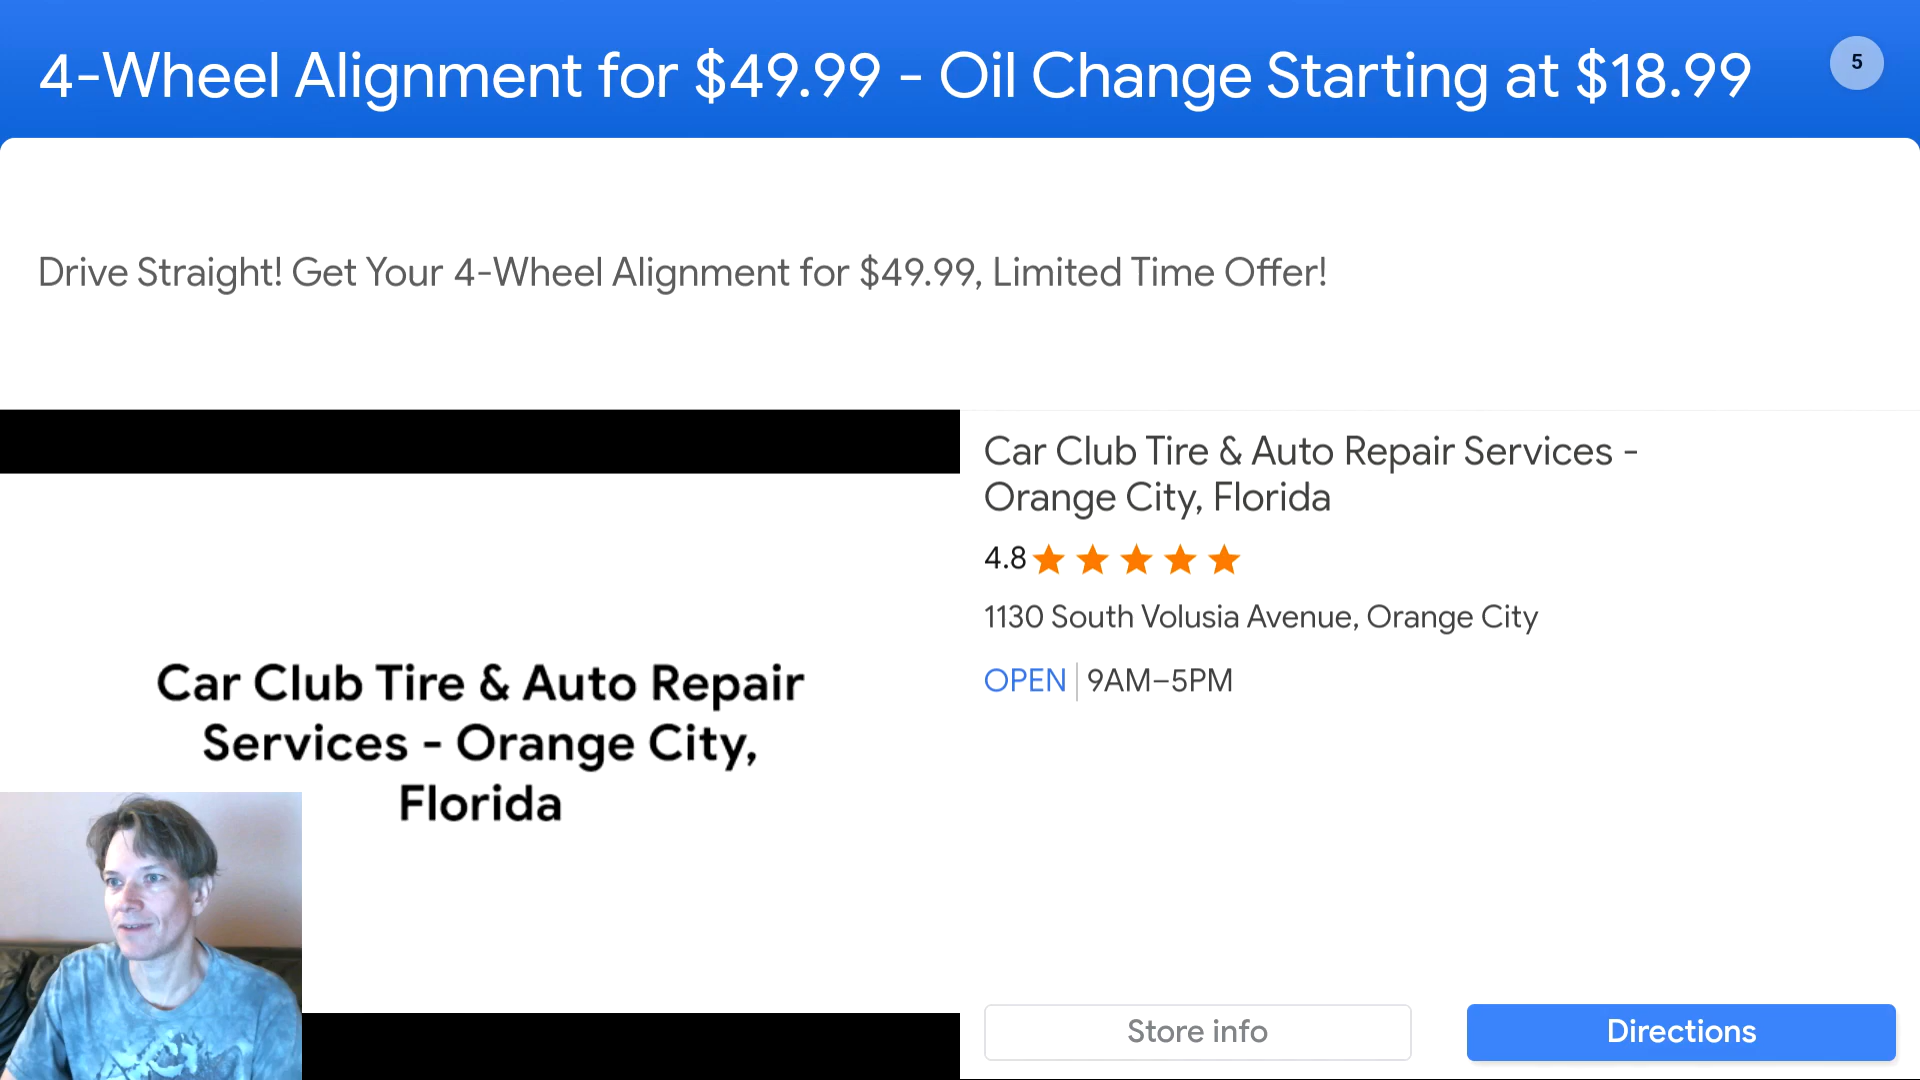 4-Wheel Alignment for $49.99 - Oil Change Starting at $18.99
5
Drive Straight! Get Your 4-Wheel Alignment for $49.99, Limited Time Offer!
Car Club Tire & Auto Repair
Services - Orange City,
Florida
Car Club Tire & Auto Repair Services -
Orange City, Florida
4.8
1130 South Volusia Avenue, Orange City
OPEN 9AM–5PM
Store info
Directions